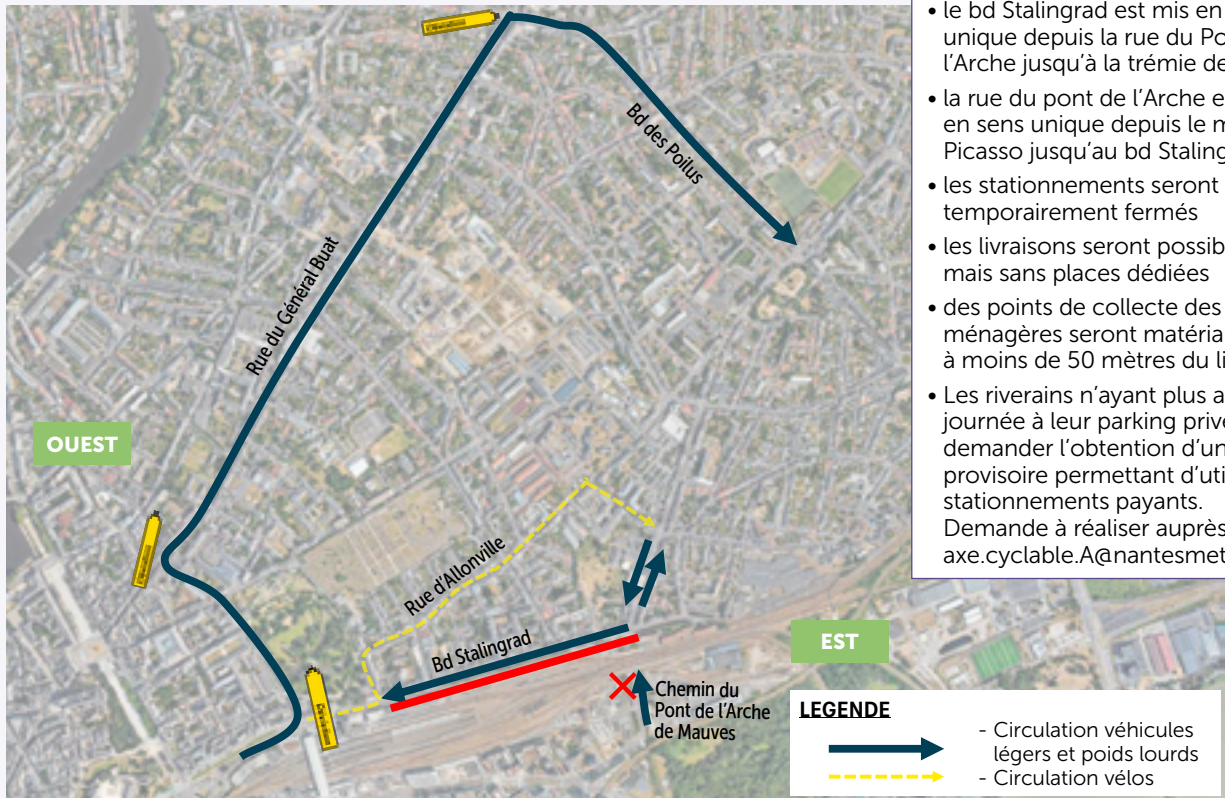 • le bd Stalingrad est mis en
unique depuis la rue du Po
l'Arche jusqu'à la trémie de
• la rue du pont de l'Arche e
en sens unique depuis le m
Picasso jusqu'au bd Staling
• les stationnements seront
temporairement fermés
• les livraisons seront possib
mais sans places dédiées
• des points de collecte des
ménagères seront matéria
à moins de 50 mètres du li
• Les riverains n'ayant plus a
journée à leur parking privé
demander l'obtention d'un
provisoire permettant d'uti
stationnements payants.
Demande à réaliser auprès
axe.cyclable.A@nantesmet
Bd des Poilus
Rue du Général Buat
OUEST
Rue d'Allonville
Bd Stalingrad
EST
Chemin du
Pont de l'Arche
de Mauves
LEGENDE
- Circulation véhicules
légers et poids lourds
- Circulation vélos